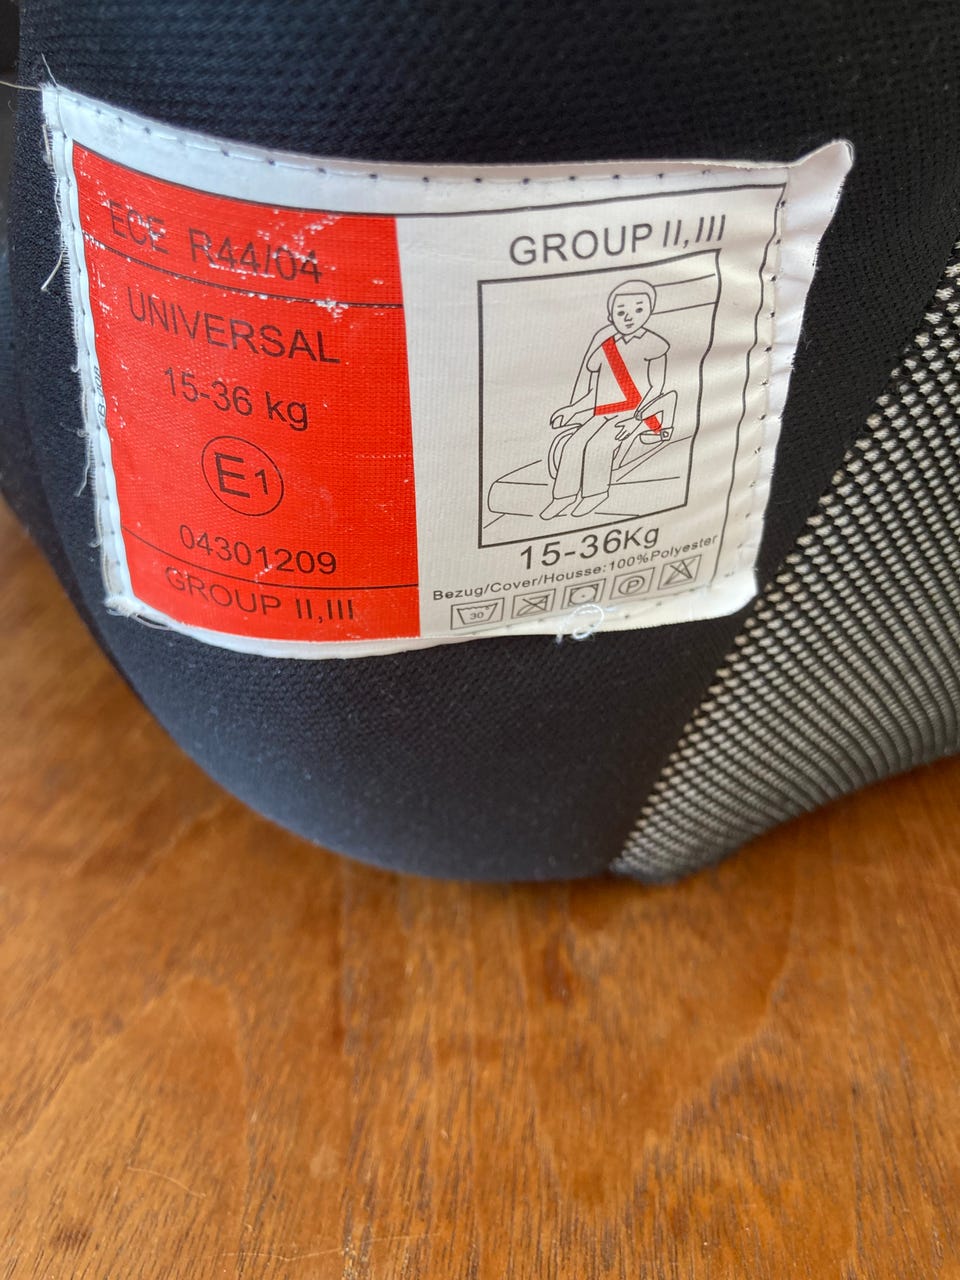 ECE R44/04
UNIVERSAL
15-36 kg
E1
04301209
GROUP II,III
GROUP II,III
15-36Kg
Bezug/Cover/Housse:100%Polyester
30°
P